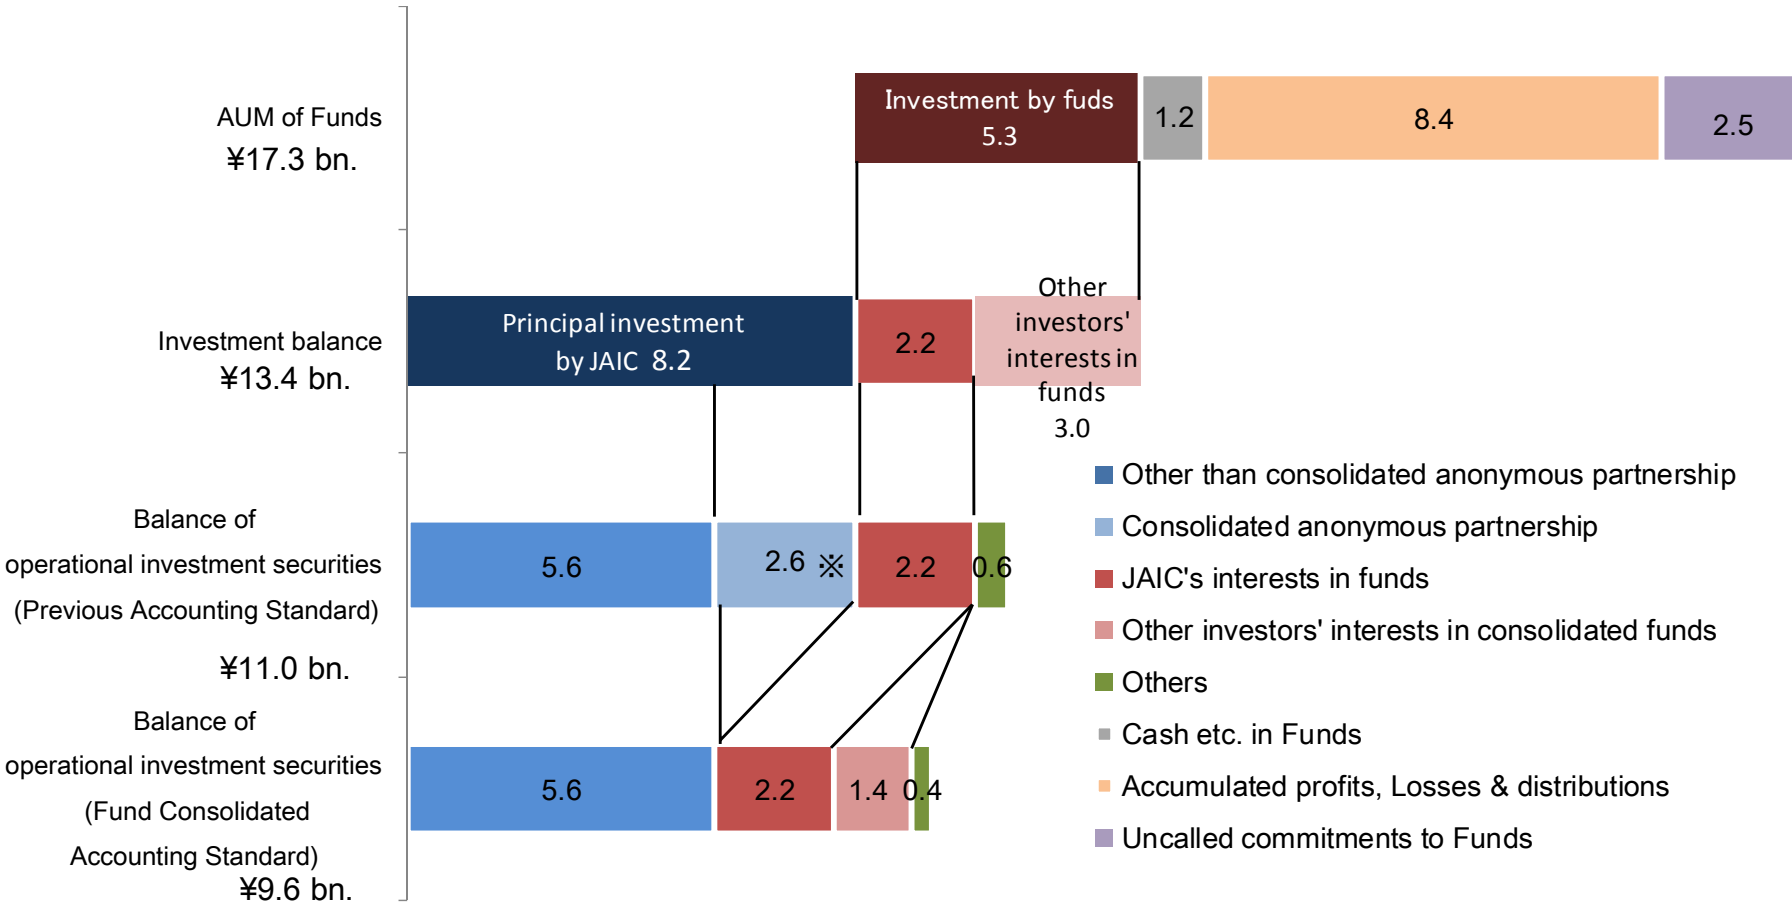 AUM of Funds
¥17.3 bn.
Investment by fuds
5.3
1.2
8.4
2.5
Investment balance
¥13.4 bn.
Principal investment
by JAIC 8.2
2.2
Other
investors'
interests in
funds
3.0
Balance of
operational investment securities
(Previous Accounting Standard)
¥11.0 bn.
5.6
2.6 ※
2.2
0.6
Balance of
operational investment securities
(Fund Consolidated
Accounting Standard)
¥9.6 bn.
5.6
2.2
1.4
0.4
Other than consolidated anonymous partnership
Consolidated anonymous partnership
JAIC's interests in funds
Other investors' interests in consolidated funds
Others
Cash etc. in Funds
Accumulated profits, Losses & distributions
Uncalled commitments to Funds